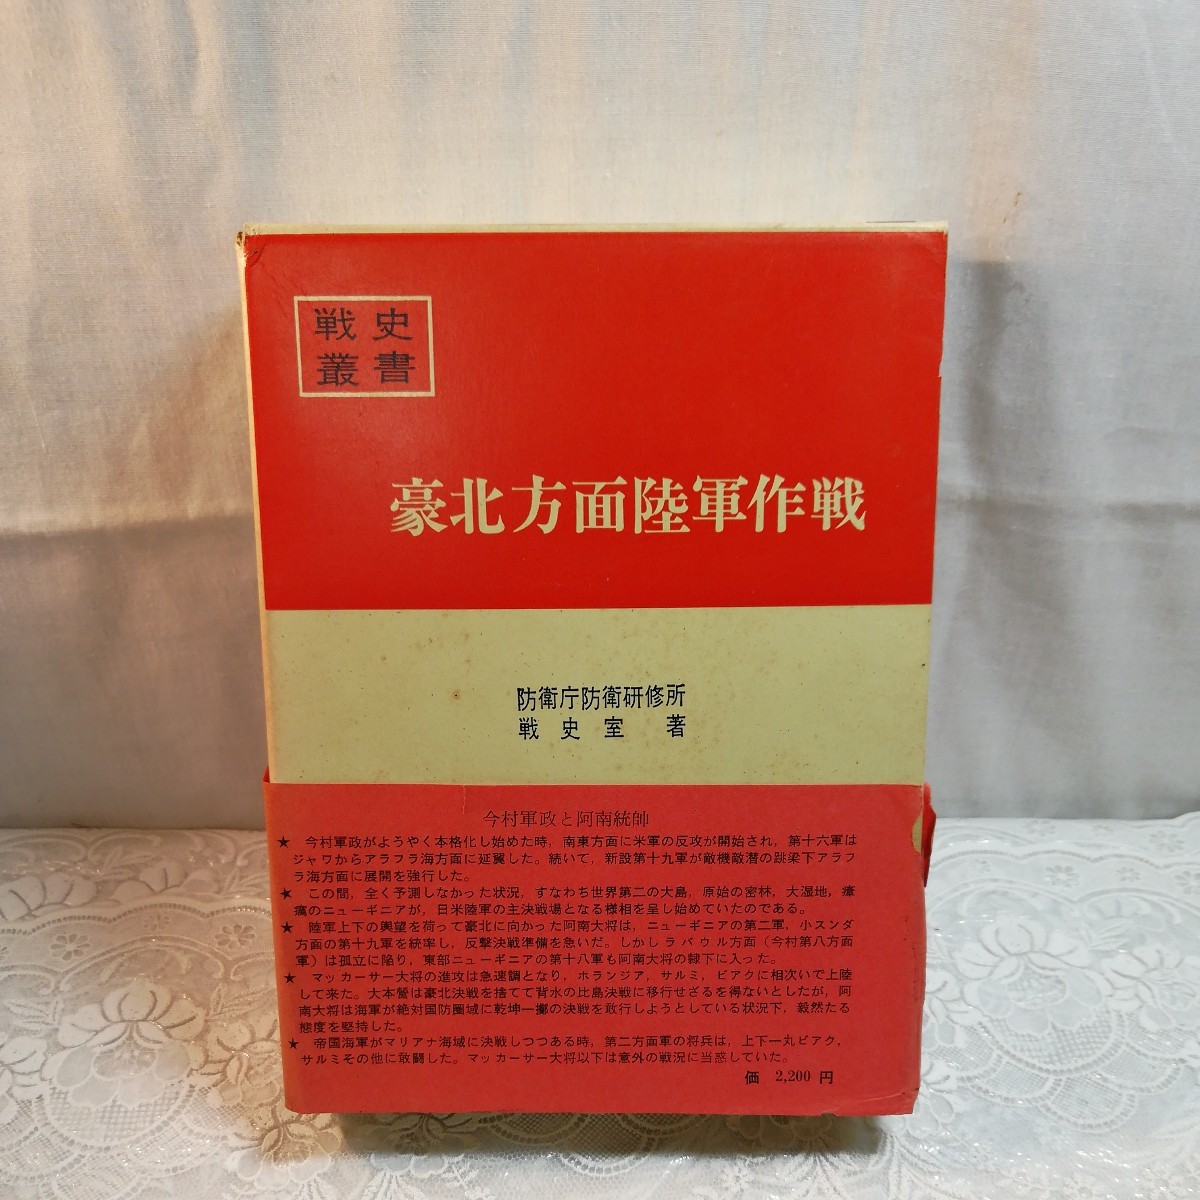 戦史
叢書
豪北方面陸軍作戦
防衛庁防衛研修所
戦史室 著
今村軍政と阿南統帥
★ 今村軍政がようやく本格化し始めた時，南東方面に米軍の反攻が開始され，第十六軍は
ジャワからアラフラ海方面に延翼した。続いて，新設第十九軍が敵機敵潜の跳梁下アラフ
ラ海方面に展開を強行した。
★ この間，全く予測しなかった状況，すなわち世界第二の大島，原始の密林，大湿地，瘴
癘のニューギニアが，日米陸軍の主決戦場となる様相を呈し始めていたのである。
★ 陸軍上下の輿望を荷って豪北に向かった阿南大将は，ニューギニアの第二軍，小スンダ
方面の第十九軍を統率し，反撃決戦準備を急いだ。しかしラバウル方面（今村第八方面
軍）は孤立に陥り，東部ニューギニアの第十八軍も阿南大将の隷下に入った。
★ マッカーサー大将の進攻は急速調となり，ホランジア，サルミ，ビアクに相次いで上陸
して来た。大本営は豪北決戦を捨てて背水の比島決戦に移行せざるを得ないとしたが，阿
南大将は海軍が絶対国防圏域に乾坤一擲の決戦を敢行しようとしている状況下，毅然たる
態度を堅持した。
★ 帝国海軍がマリアナ海域に決戦しつつある時，第二方面軍の将兵は，上下一丸ビアク，
サルミその他に敢闘した。マッカーサー大将以下は意外の戦況に当惑していた。
価 2,200 円